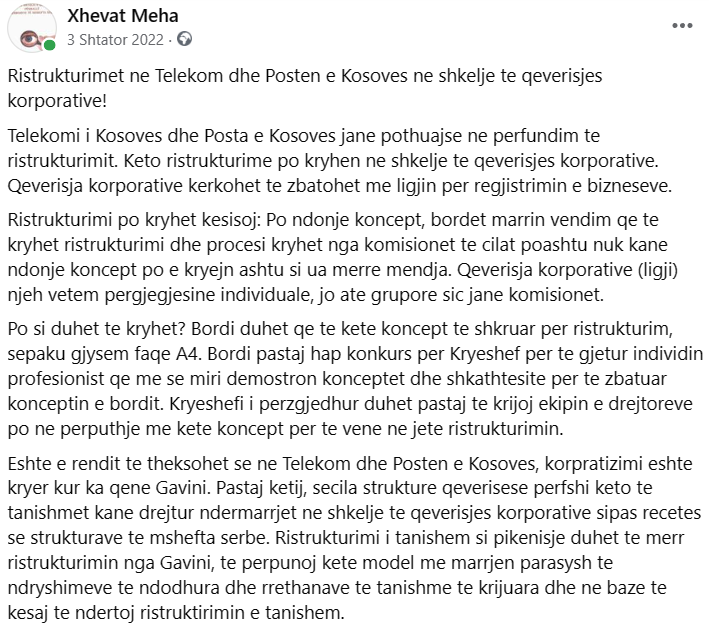 Xhevat Meha
3 Shtator 2022 ·
Ristrukturimet ne Telekom dhe Posten e Kosoves ne shkelje te qeverisjes
korporative!
Telekomi i Kosoves dhe Posta e Kosoves jane pothuajse ne perfundim te
ristrukturimit. Keto ristrukturime po kryhen ne shkelje te qeverisjes korporative.
Qeverisja korporative kerkohet te zbatohet me ligjin per regjistrimin e bizneseve.
Ristrukturimi po kryhet kesisoj: Po ndonje koncept, bordet marrin vendim qe te
kryhet ristrukturimi dhe procesi kryhet nga komisionet te cilat poashtu nuk kane
ndonje koncept po e kryejn ashtu si ua merre mendja. Qeverisja korporative (ligji)
njeh vetem pergjegjesine individuale, jo ate grupore sic jane komisionet.
Po si duhet te kryhet? Bordi duhet qe te kete koncept te shkruar per ristrukturim,
sepaku gjysem faqe A4. Bordi pastaj hap konkurs per Kryeshef per te gjetur individin
profesionist qe me se miri demostron konceptet dhe shkathtesite per te zbatuar
konceptin e bordit. Kryeshefi i perzgjedhur duhet pastaj te krijoj ekipin e drejtoreve
po ne perputhje me kete koncept per te vene ne jete ristrukturimin.
Eshte e rendit te theksohet se ne Telekom dhe Posten e Kosoves, korpratizimi eshte
kryer kur ka qene Gavini. Pastaj ketij, secila strukture qeverisese perfshi keto te
tanishmet kane drejtur ndermarrjet ne shkelje te qeverisjes korporative sipas recetes
se strukturave te mshefta serbe. Ristrukturimi i tanishem si pikenisje duhet te merr
ristrukturimin nga Gavini, te perpunoj kete model me marrjen parasysh te
ndryshimeve te ndodhura dhe rrethanave te tanishme te krijuara dhe ne baze te
kesaj te ndertoj ristruktirimin e tanishem.